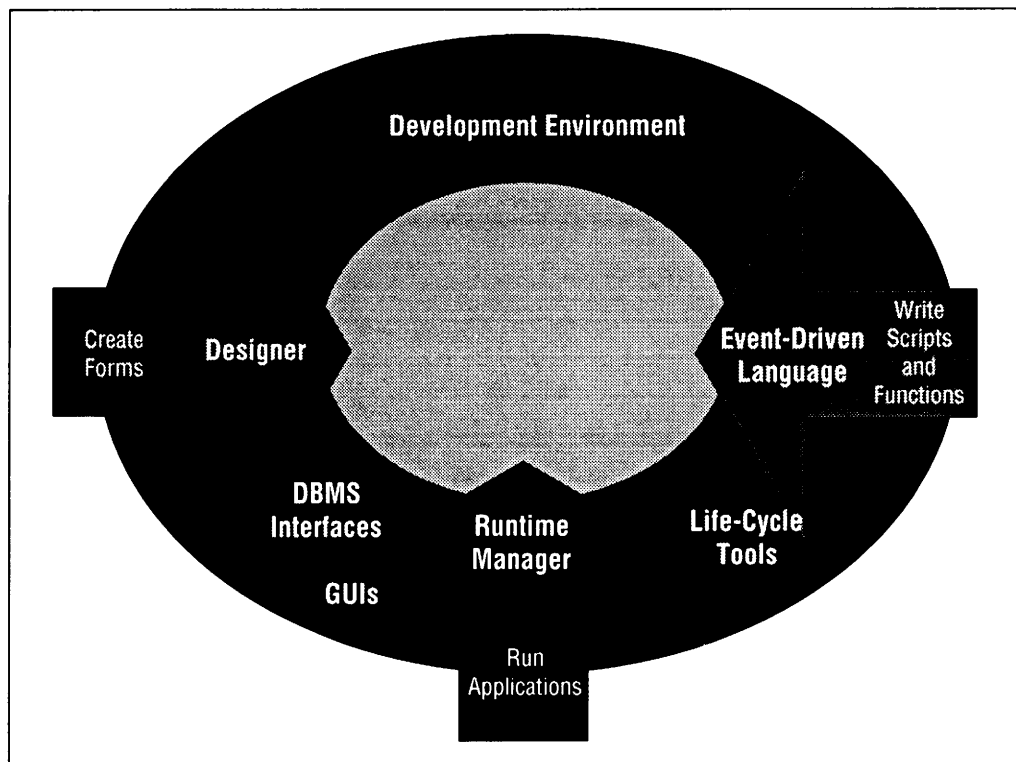 Development Environment
Create
Forms
Designer
Event-Driven
Language
Write
Scripts
and
Functions
DBMS
Interfaces
Runtime
Manager
Life-Cycle
Tools
GUIs
Run
Applications